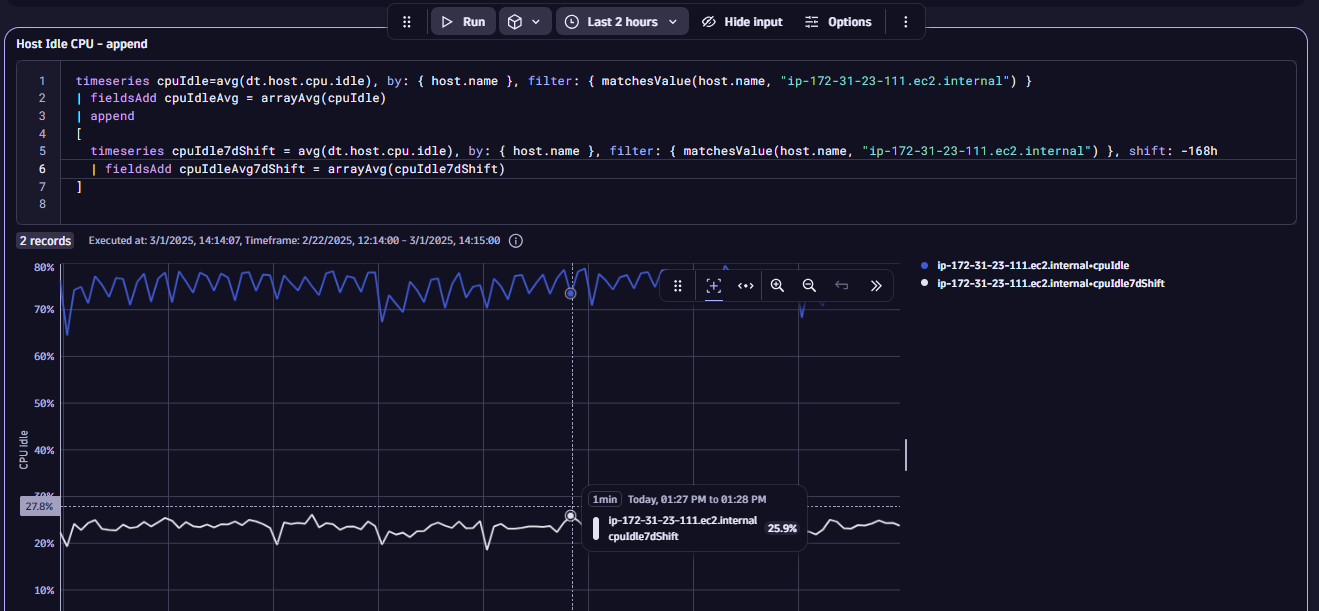 Run
Last 2 hours
Hide input
Options
Host Idle CPU - append
1 timeseries cpuIdle=avg(dt.host.cpu.idle), by: { host.name }, filter: { matchesValue(host.name, "ip-172-31-23-111.ec2.internal") }
2 | fieldsAdd cpuIdleAvg = arrayAvg(cpuIdle)
3 | append
4 [
5 timeseries cpuIdle7dShift = avg(dt.host.cpu.idle), by: { host.name }, filter: { matchesValue(host.name, "ip-172-31-23-111.ec2.internal") }, shift: -168h
6 | fieldsAdd cpuIdleAvg7dShift = arrayAvg(cpuIdle7dShift)
7 ]
8
2 records
Executed at: 3/1/2025, 14:14:07, Timeframe: 2/22/2025, 12:14:00 - 3/1/2025, 14:15:00
80%
70%
60%
50%
40%
30%
27.8%
20%
10%
CPU idle
1min Today, 01:27 PM to 01:28 PM
ip-172-31-23-111.ec2.internal
cpuIdle7dShift
25.9%
ip-172-31-23-111.ec2.internal•cpuIdle
ip-172-31-23-111.ec2.internal•cpuIdle7dShift